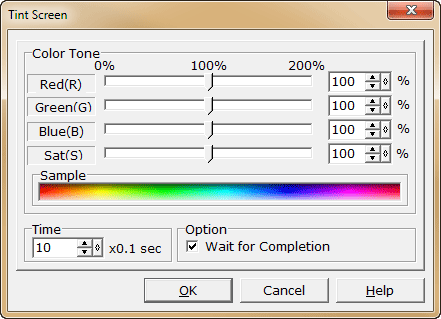 Tint Screen
Color Tone
0% 100% 200%
Red(R) 100 %
Green(G) 100 %
Blue(B) 100 %
Sat(S) 100 %
Sample
Time Option
10 x0.1 sec Wait for Completion
OK Cancel Help